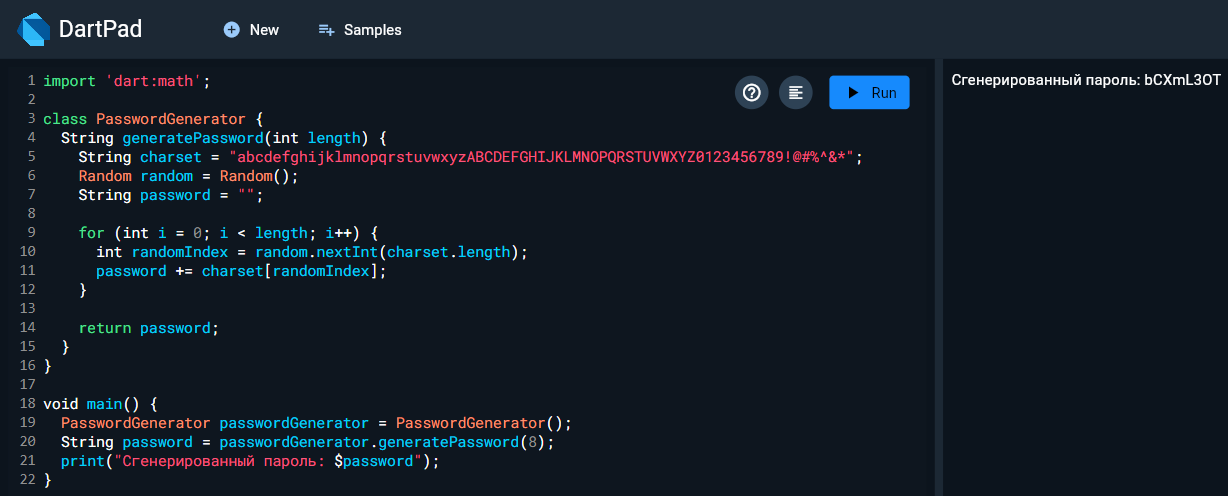 DartPad
New
Samples
Run
1 import 'dart:math';
2
3 class PasswordGenerator {
4   String generatePassword(int length) {
5     String charset = "abcdefghijklmnopqrstuvwxyzABCDEFGHIJKLMNOPQRSTUVWXYZ0123456789!@#%^&*";
6     Random random = Random();
7     String password = "";
8
9     for (int i = 0; i < length; i++) {
10       int randomIndex = random.nextInt(charset.length);
11       password += charset[randomIndex];
12     }
13
14     return password;
15   }
16 }
17
18 void main() {
19   PasswordGenerator passwordGenerator = PasswordGenerator();
20   String password = passwordGenerator.generatePassword(8);
21   print("Сгенерированный пароль: $password");
22 }
Сгенерированный пароль: bCXmL3OT